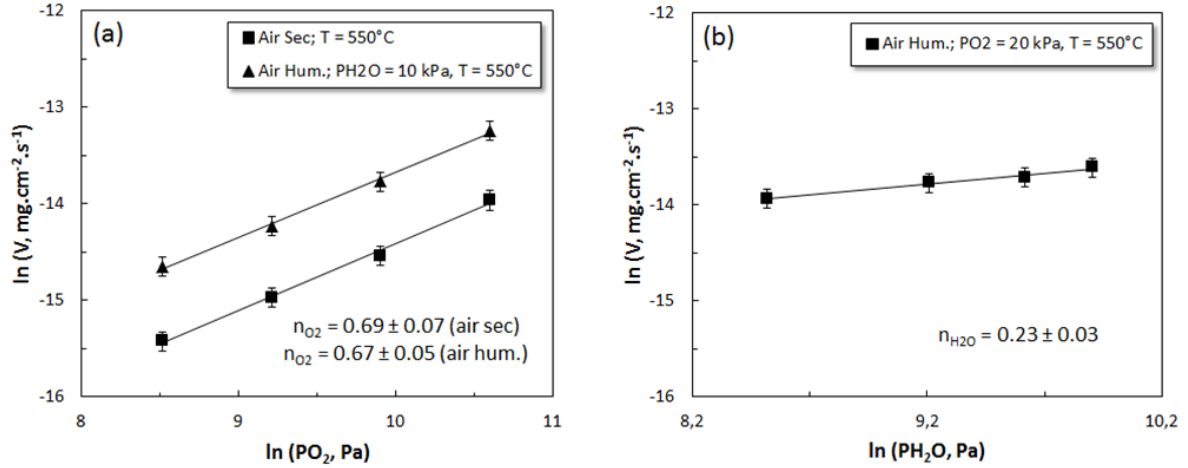 (a)
Air Sec; T = 550°C
Air Hum.; PH2O = 10 kPa, T = 550°C
-12
-13
-14
-15
-16
ln (V, mg.cm⁻².s⁻¹)
n_O2 = 0.69 ± 0.07 (air sec)
n_O2 = 0.67 ± 0.05 (air hum.)
8
9
10
11
ln (PO₂, Pa)
(b)
Air Hum.; PO2 = 20 kPa, T = 550°C
-12
-13
-14
-15
-16
ln (V, mg.cm⁻².s⁻¹)
n_H2O = 0.23 ± 0.03
8,2
9,2
10,2
ln (PH₂O, Pa)